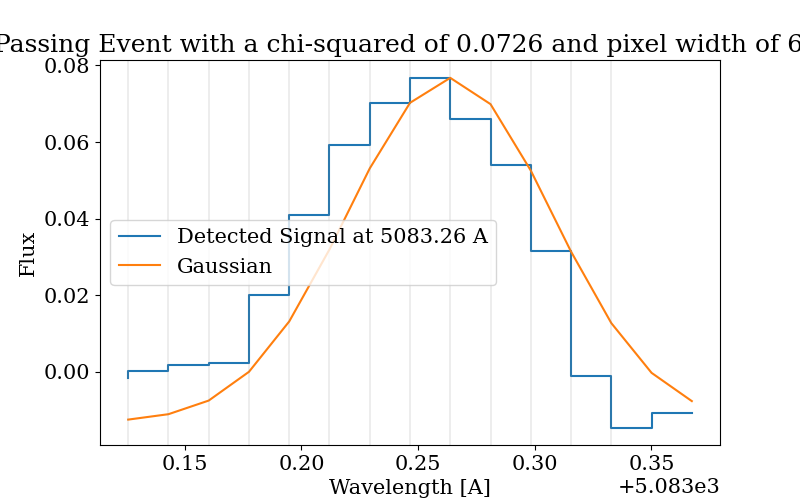 Passing Event with a chi-squared of 0.0726 and pixel width of 6
0.08
0.06
0.04
0.02
0.00
Flux
Detected Signal at 5083.26 A
Gaussian
0.15 0.20 0.25 0.30 0.35
Wavelength [A]
+5.083e3